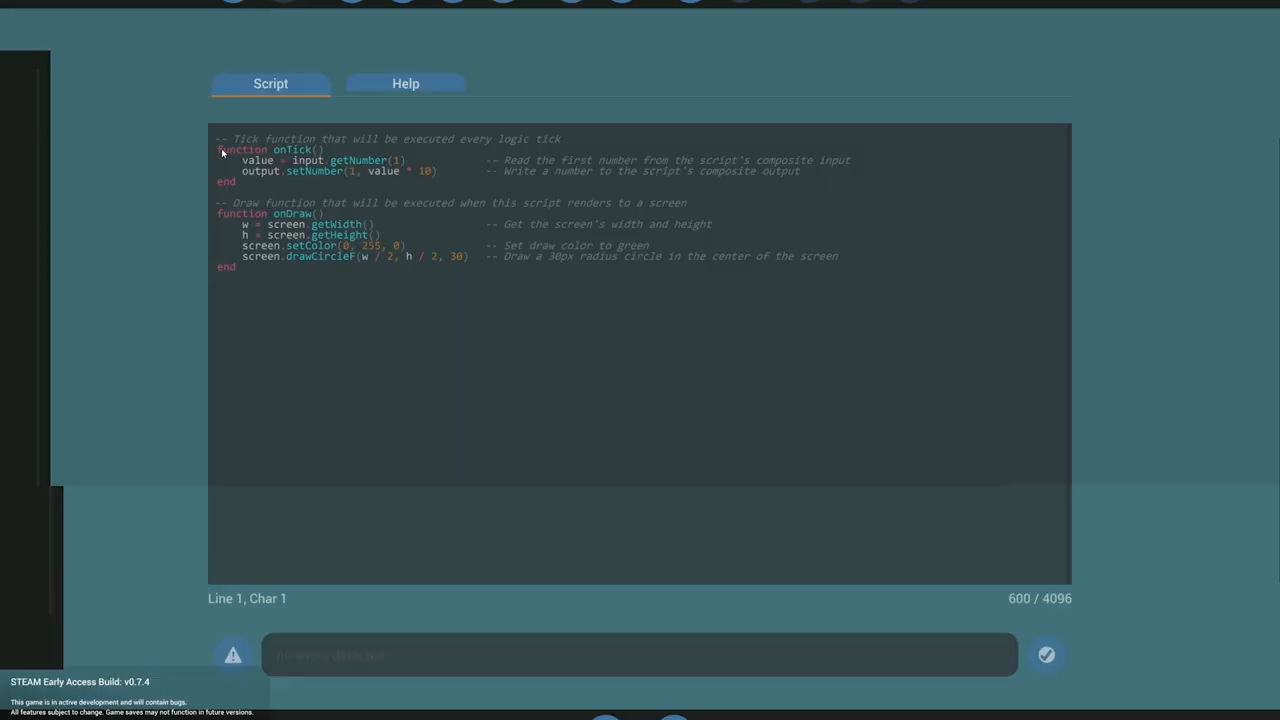 Script
Help
-- Tick function that will be executed every logic tick
function onTick()
value = input.getNumber(1) -- Read the first number from the script's composite input
output.setNumber(1, value * 10) -- Write a number to the script's composite output
end
-- Draw function that will be executed when this script renders to a screen
function onDraw()
w = screen.getWidth() -- Get the screen's width and height
h = screen.getHeight()
screen.setColor(0, 255, 0) -- Set draw color to green
screen.drawCircleF(w / 2, h / 2, 30) -- Draw a 30px radius circle in the center of the screen
end
Line 1, Char 1
600 / 4096
STEAM Early Access Build: v0.7.4
This game is in active development and will contain bugs.
All features subject to change. Game saves may not function in future versions.